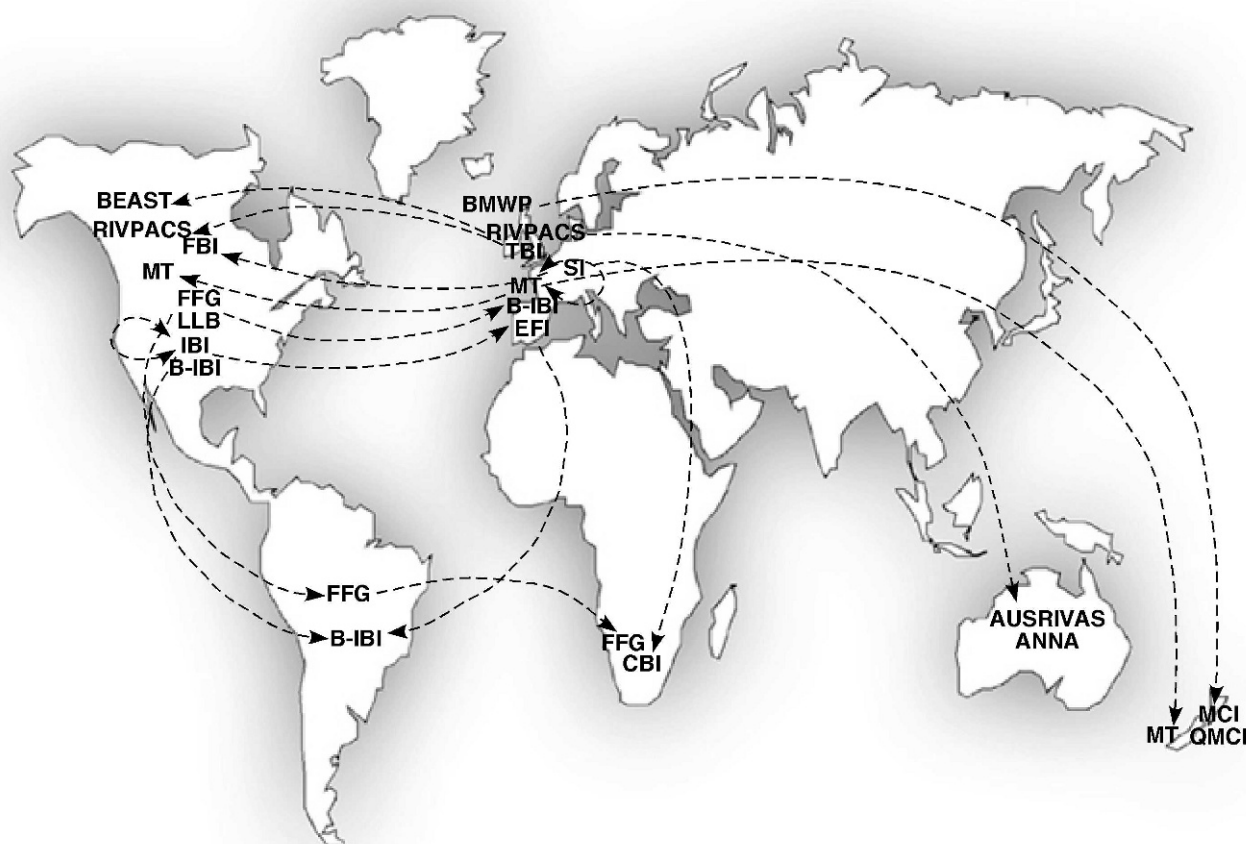 BEAST
RIVPACS
FBI
MT
FFG
LLB
IBI
B-IBI
BMWP
RIVPACS
TBI
SI
MT
B-IBI
EFI
FFG
B-IBI
FFG
CBI
AUSRIVAS
ANNA
MT
MCI
QMCI